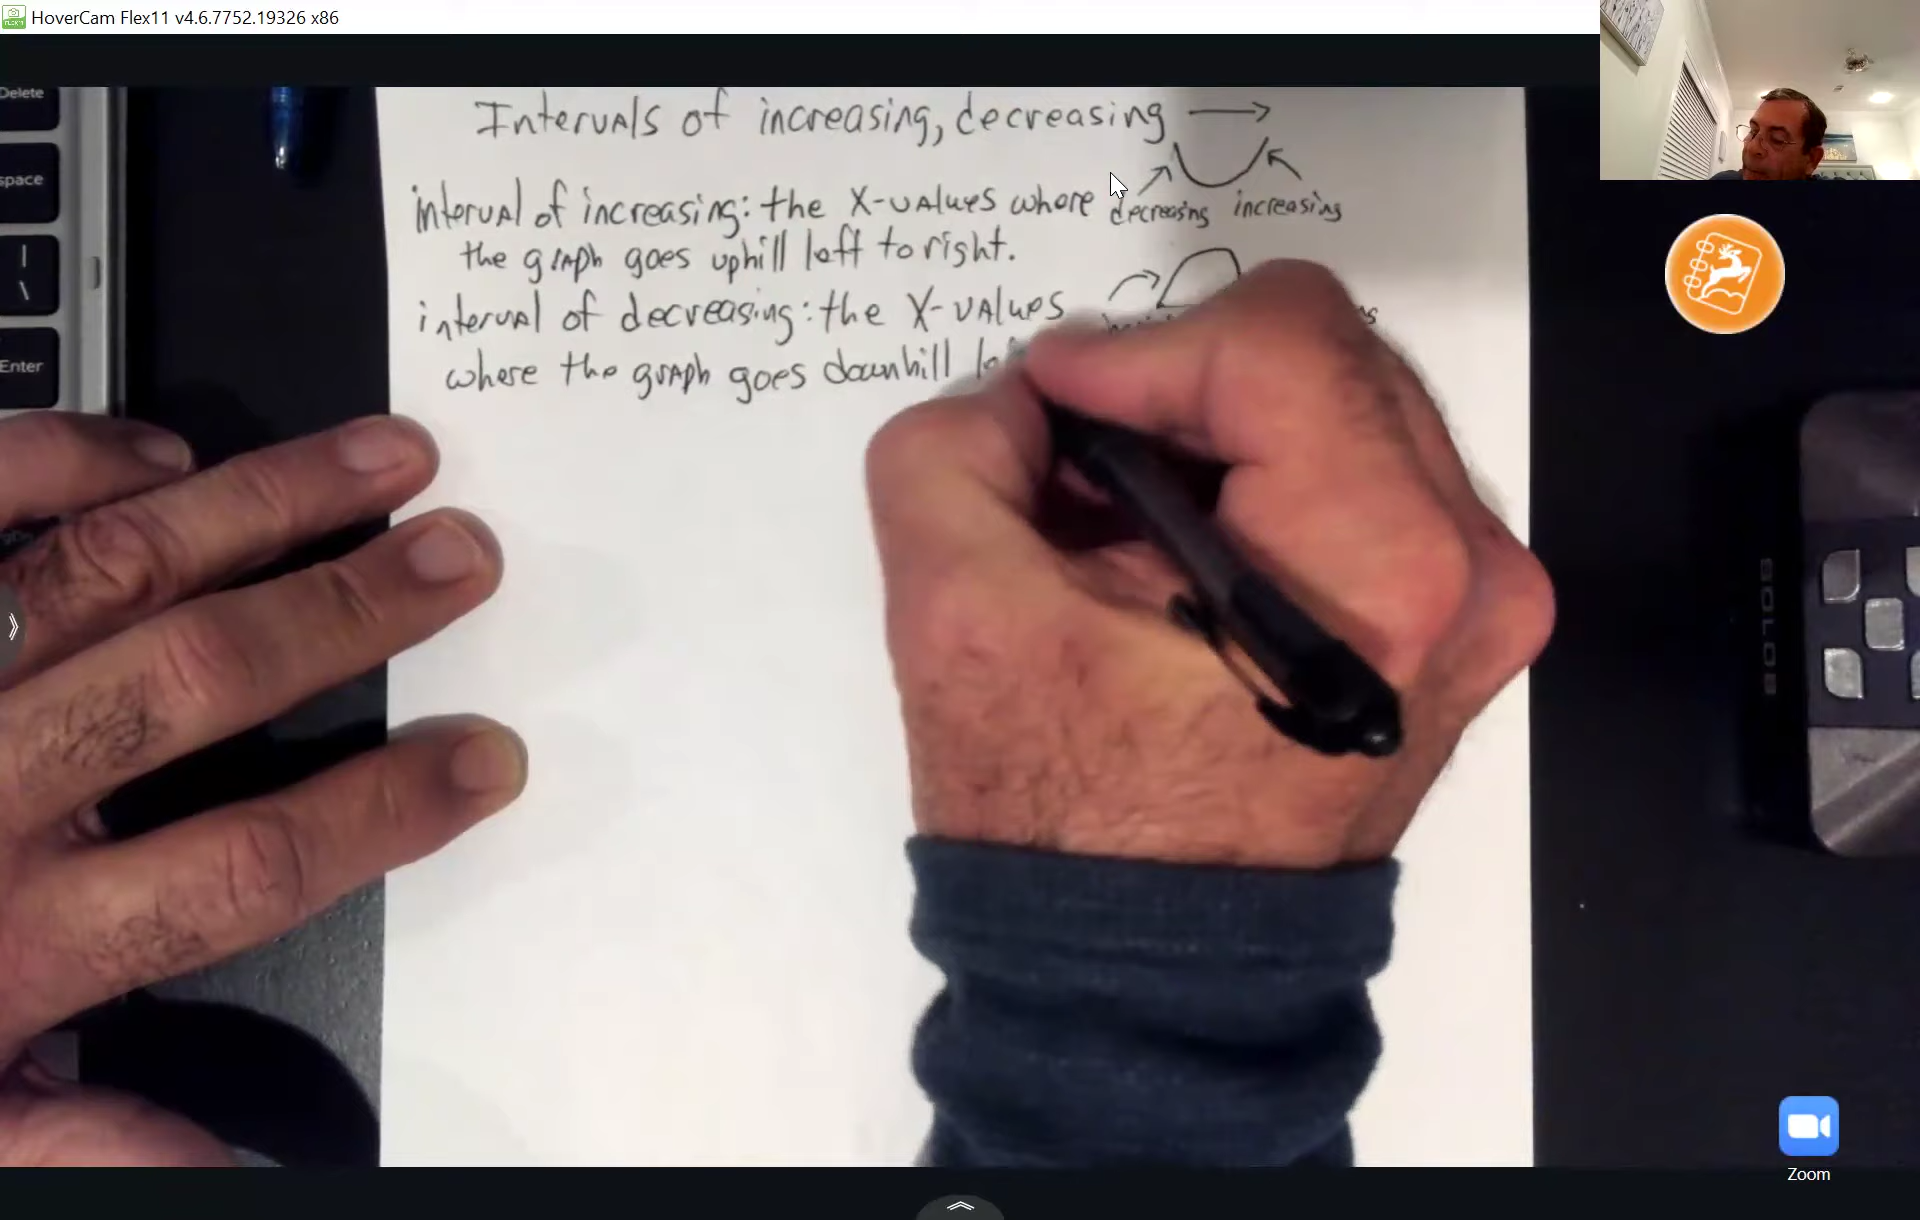 HoverCam Flex11 v4.6.7752.19326 x86
Delete
space
|
\
Enter
Intervals of increasing, decreasing
interval of increasing: the X-values where
the graph goes uphill left to right.
decreasing increasing
interval of decreasing: the X-values
where the graph goes downhill
SOLO8
Zoom